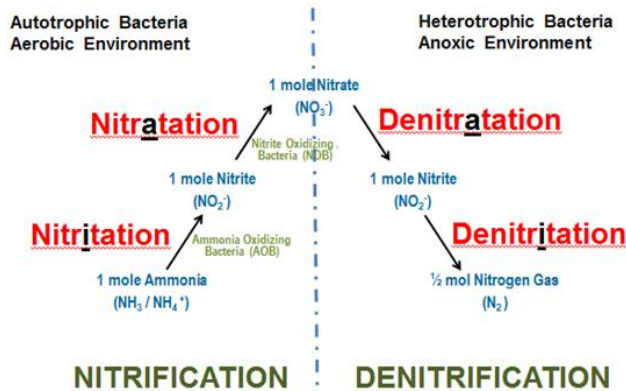 Autotrophic Bacteria
Aerobic Environment
Heterotrophic Bacteria
Anoxic Environment
1 mole Nitrate
(NO₃⁻)
Nitratation
Denitratation
Nitrite Oxidizing
Bacteria (NOB)
1 mole Nitrite
(NO₂⁻)
1 mole Nitrite
(NO₂⁻)
Nitritation
Denitritation
Ammonia Oxidizing
Bacteria (AOB)
1 mole Ammonia
(NH₃ / NH₄⁺)
½ mol Nitrogen Gas
(N₂)
NITRIFICATION
DENITRIFICATION